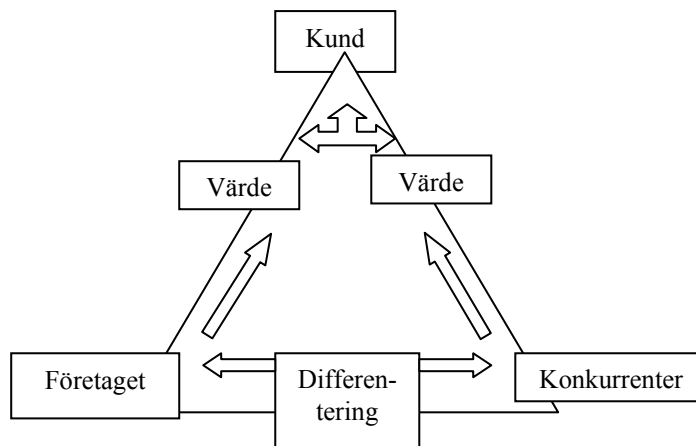 Kund
Värde
Värde
Företaget
Differen-
tering
Konkurrenter